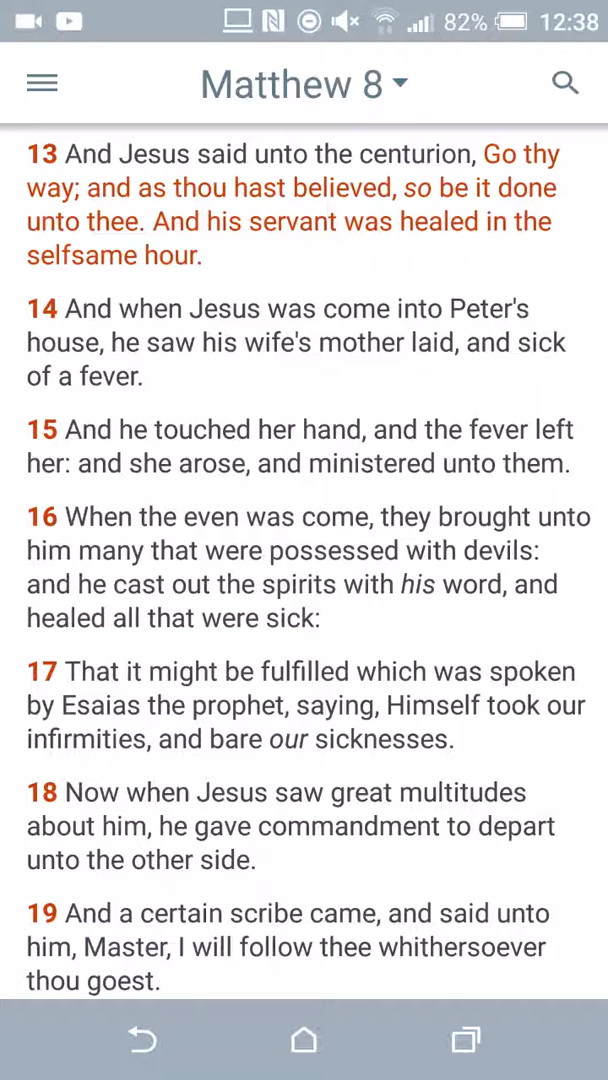 82% 12:38
Matthew 8
13 And Jesus said unto the centurion, Go thy
way; and as thou hast believed, so be it done
unto thee. And his servant was healed in the
selfsame hour.
14 And when Jesus was come into Peter's
house, he saw his wife's mother laid, and sick
of a fever.
15 And he touched her hand, and the fever left
her: and she arose, and ministered unto them.
16 When the even was come, they brought unto
him many that were possessed with devils:
and he cast out the spirits with his word, and
healed all that were sick:
17 That it might be fulfilled which was spoken
by Esaias the prophet, saying, Himself took our
infirmities, and bare our sicknesses.
18 Now when Jesus saw great multitudes
about him, he gave commandment to depart
unto the other side.
19 And a certain scribe came, and said unto
him, Master, I will follow thee whithersoever
thou goest.